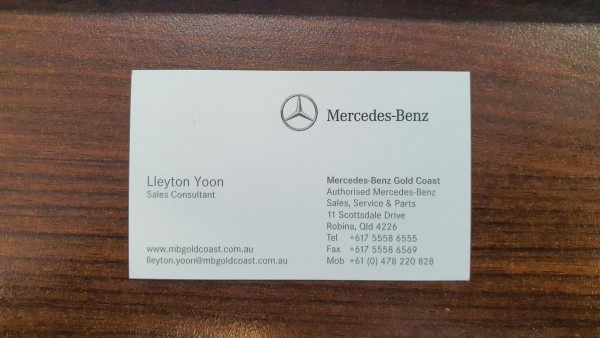 Mercedes-Benz
Lleyton Yoon
Sales Consultant
www.mbgoldcoast.com.au
lleyton.yoon@mbgoldcoast.com.au
Mercedes-Benz Gold Coast
Authorised Mercedes-Benz
Sales, Service & Parts
11 Scottsdale Drive
Robina, Qld 4226
Tel +617 5558 6555
Fax +617 5558 6569
Mob +61 (0) 478 220 828